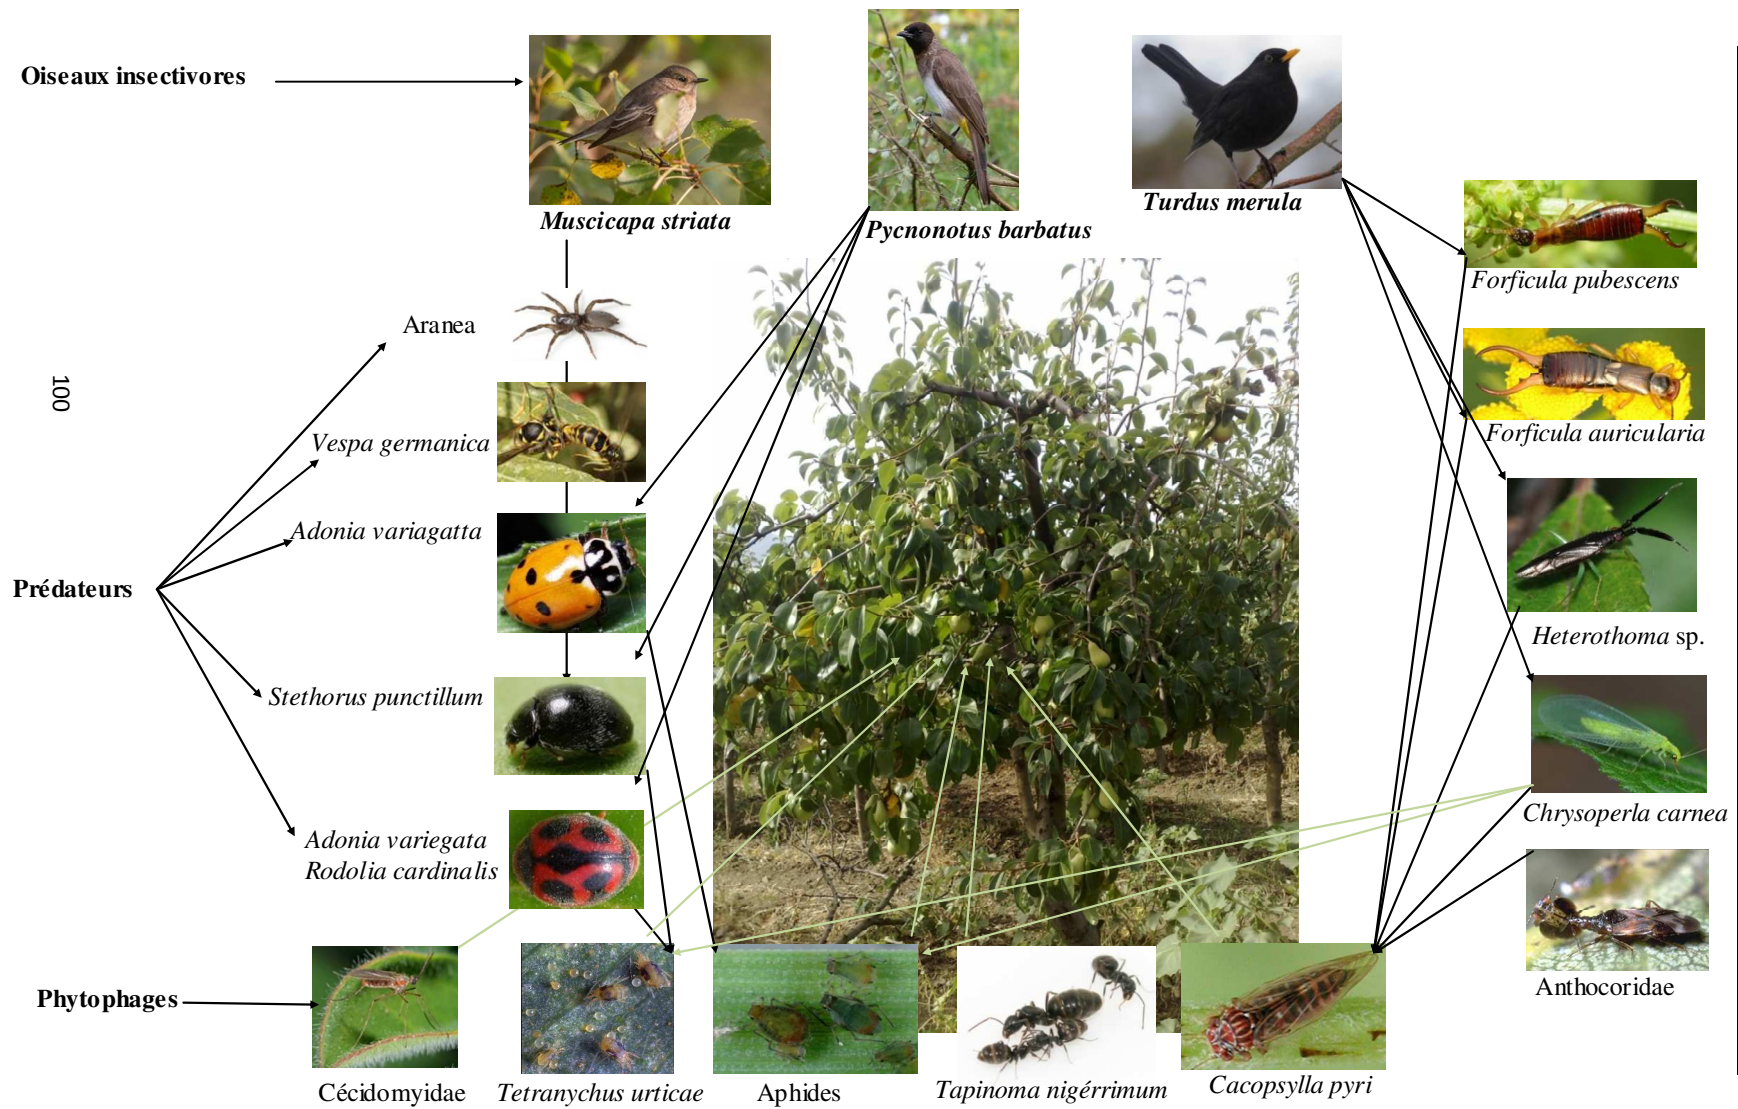 Oiseaux insectivores
Muscicapa striata
Pycnonotus barbatus
Turdus merula
Forficula pubescens
Aranea
100
Vespa germanica
Forficula auricularia
Adonia variagatta
Prédateurs
Heterothoma sp.
Stethorus punctillum
Chrysoperla carnea
Adonia variegata
Rodolia cardinalis
Phytophages
Anthocoridae
Cécidomyidae
Tetranychus urticae
Aphides
Tapinoma nigérrimum
Cacopsylla pyri